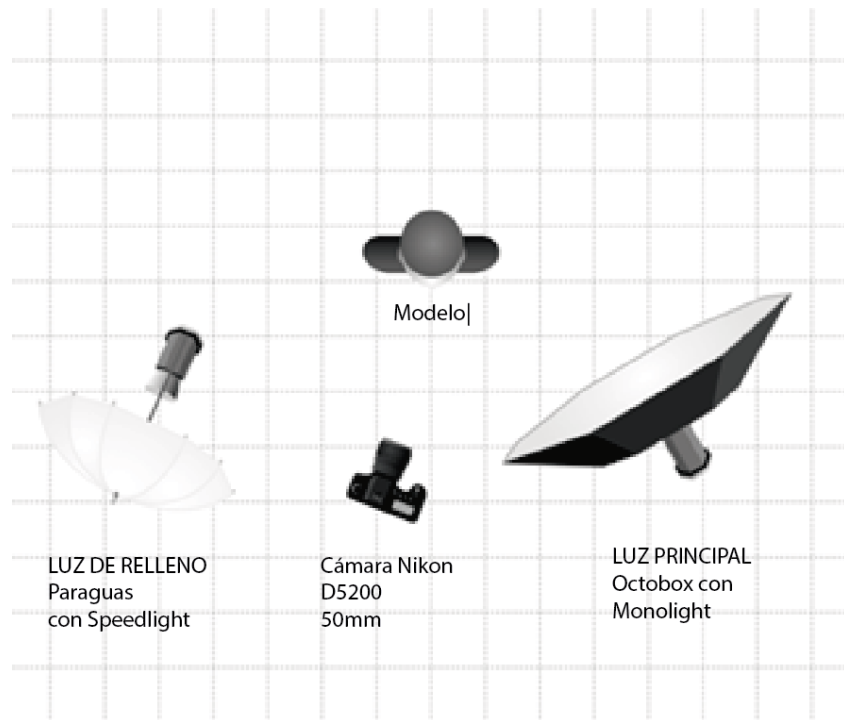 Modelo|
LUZ DE RELLENO
Paraguas
con Speedlight
Cámara Nikon
D5200
50mm
LUZ PRINCIPAL
Octobox con
Monolight